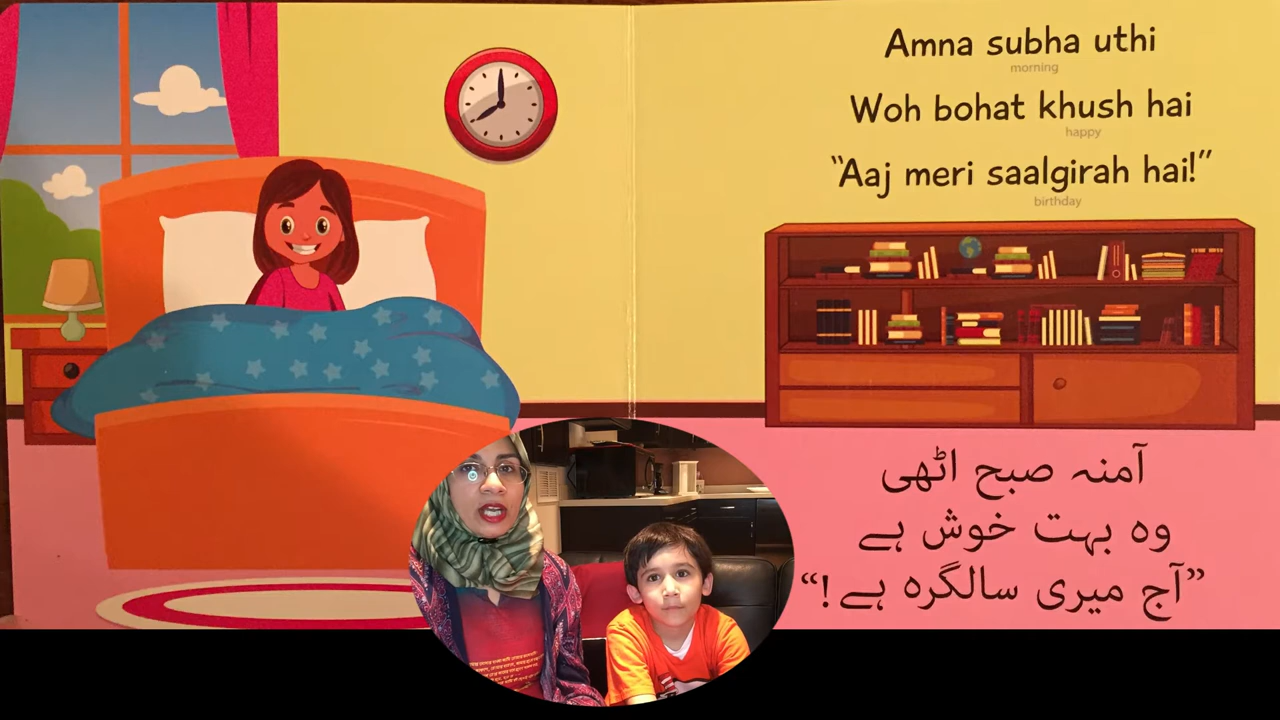 Amna subha uthi
morning
Woh bohat khush hai
happy
“Aaj meri saalgirah hai!”
birthday
آمنہ صبح اٹھی
وہ بہت خوش ہے
”آج میری سالگرہ ہے!“